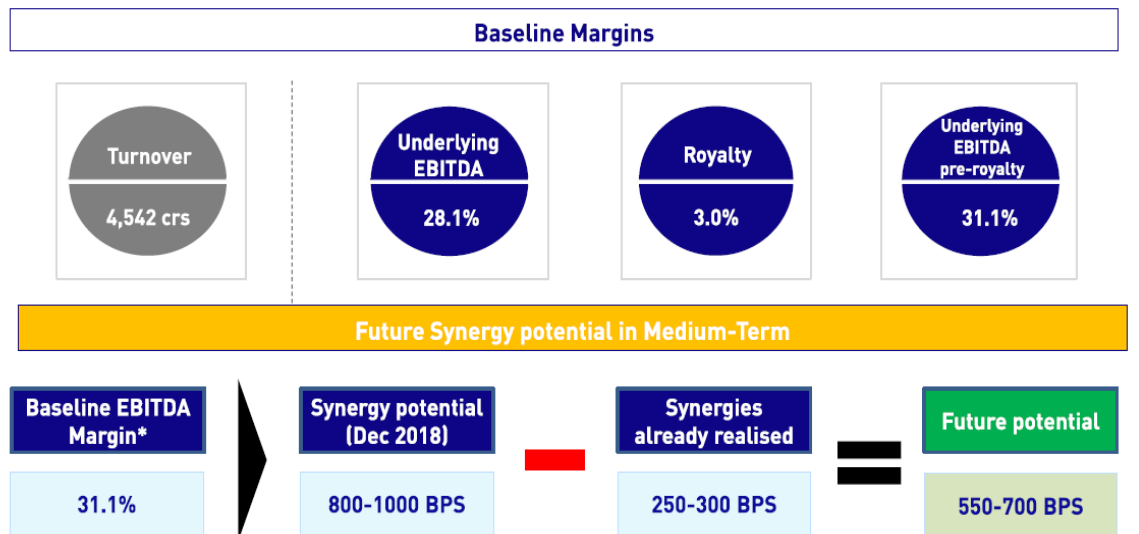 Baseline Margins
Turnover
4,542 crs
Underlying
EBITDA
28.1%
Royalty
3.0%
Underlying
EBITDA
pre-royalty
31.1%
Future Synergy potential in Medium-Term
Baseline EBITDA
Margin*
31.1%
Synergy potential
(Dec 2018)
800-1000 BPS
Synergies
already realised
250-300 BPS
Future potential
550-700 BPS